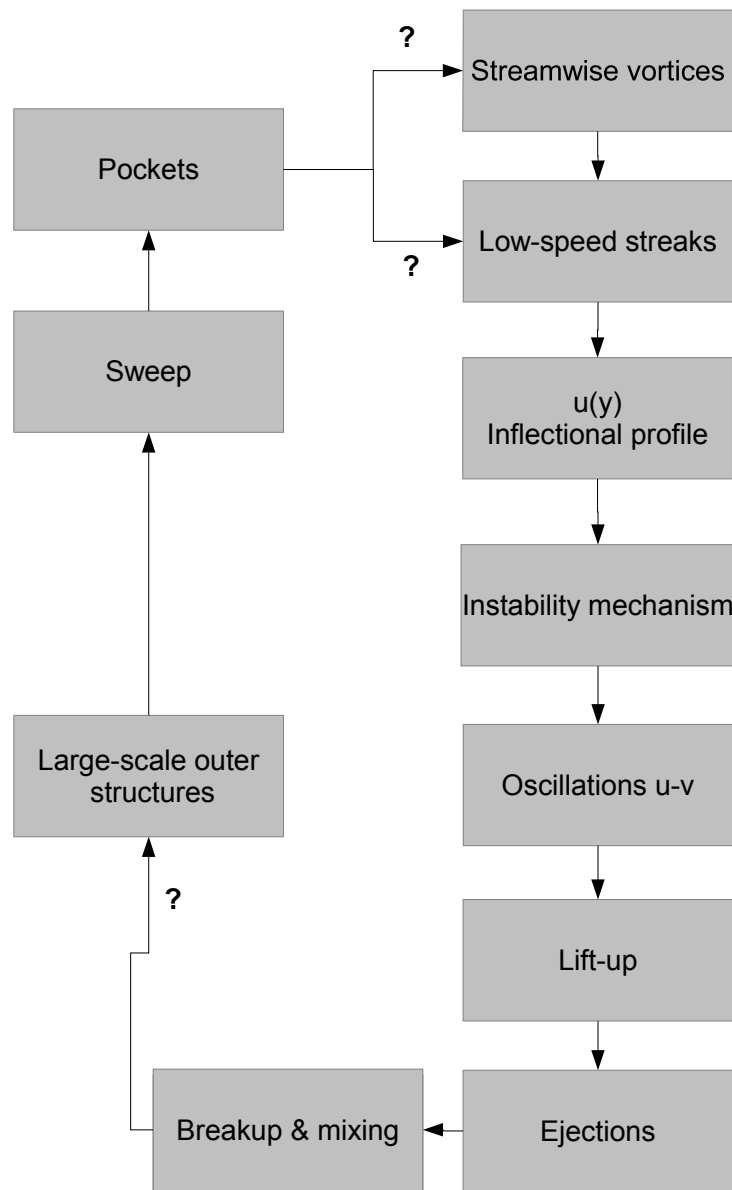 ?
Streamwise vortices
Pockets
Low-speed streaks
?
Sweep
u(y)
Inflectional profile
Instability mechanism
Large-scale outer
structures
Oscillations u-v
?
Lift-up
Breakup & mixing
Ejections